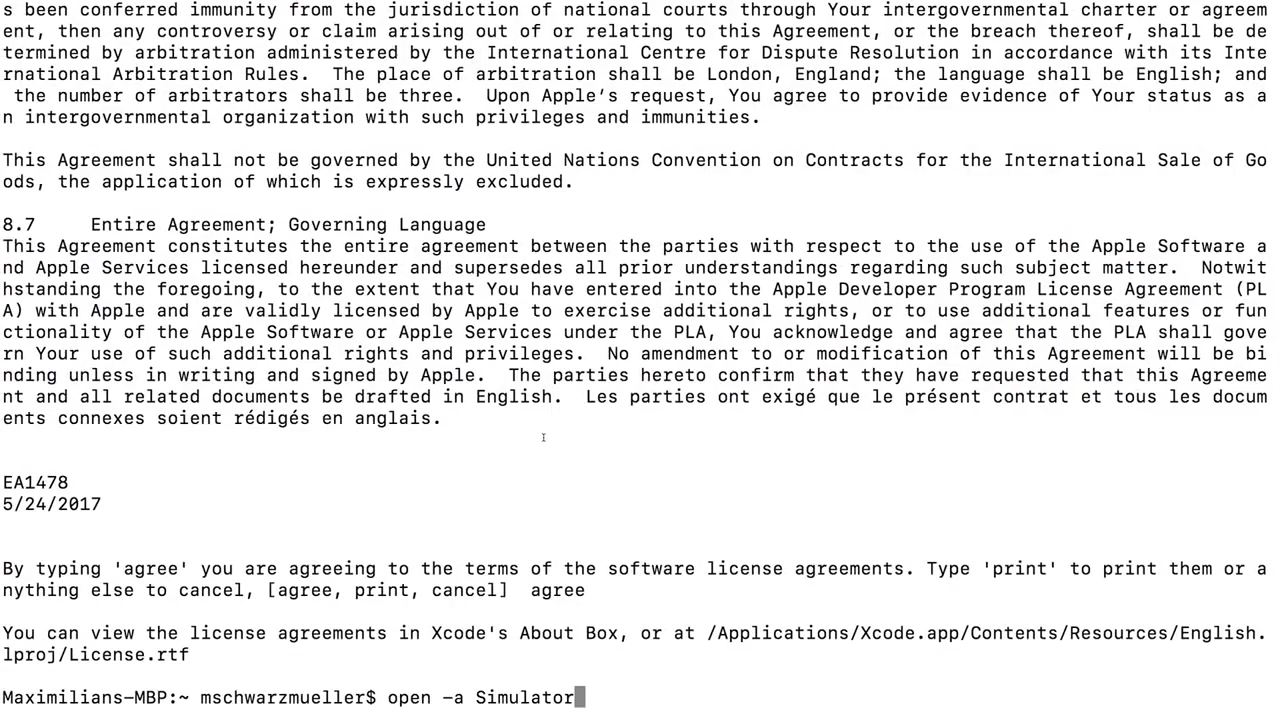 s been conferred immunity from the jurisdiction of national courts through Your intergovernmental charter or agreem
ent, then any controversy or claim arising out of or relating to this Agreement, or the breach thereof, shall be de
termined by arbitration administered by the International Centre for Dispute Resolution in accordance with its Inte
rnational Arbitration Rules.  The place of arbitration shall be London, England; the language shall be English; and
 the number of arbitrators shall be three.  Upon Apple’s request, You agree to provide evidence of Your status as a
n intergovernmental organization with such privileges and immunities.
This Agreement shall not be governed by the United Nations Convention on Contracts for the International Sale of Go
ods, the application of which is expressly excluded.
8.7     Entire Agreement; Governing Language
This Agreement constitutes the entire agreement between the parties with respect to the use of the Apple Software a
nd Apple Services licensed hereunder and supersedes all prior understandings regarding such subject matter.  Notwit
hstanding the foregoing, to the extent that You have entered into the Apple Developer Program License Agreement (PL
A) with Apple and are validly licensed by Apple to exercise additional rights, or to use additional features or fun
ctionality of the Apple Software or Apple Services under the PLA, You acknowledge and agree that the PLA shall gove
rn Your use of such additional rights and privileges.  No amendment to or modification of this Agreement will be bi
nding unless in writing and signed by Apple.  The parties hereto confirm that they have requested that this Agreeme
nt and all related documents be drafted in English.  Les parties ont exigé que le présent contrat et tous les docum
ents connexes soient rédigés en anglais.
EA1478
5/24/2017
By typing 'agree' you are agreeing to the terms of the software license agreements. Type 'print' to print them or a
nything else to cancel, [agree, print, cancel]  agree
You can view the license agreements in Xcode's About Box, or at /Applications/Xcode.app/Contents/Resources/English.
lproj/License.rtf
Maximilians-MBP:~ mschwarzmueller$ open -a Simulator